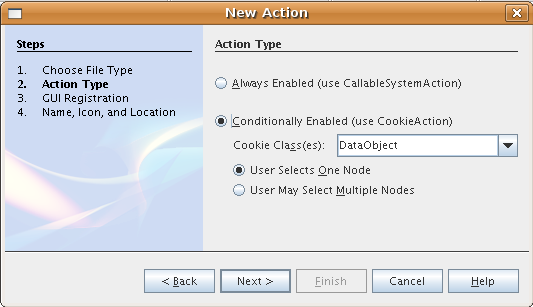 New Action
Steps
1. Choose File Type
2. Action Type
3. GUI Registration
4. Name, Icon, and Location
Action Type
Always Enabled (use CallableSystemAction)
Conditionally Enabled (use CookieAction)
Cookie Class(es): DataObject
User Selects One Node
User May Select Multiple Nodes
< Back Next > Finish Cancel Help